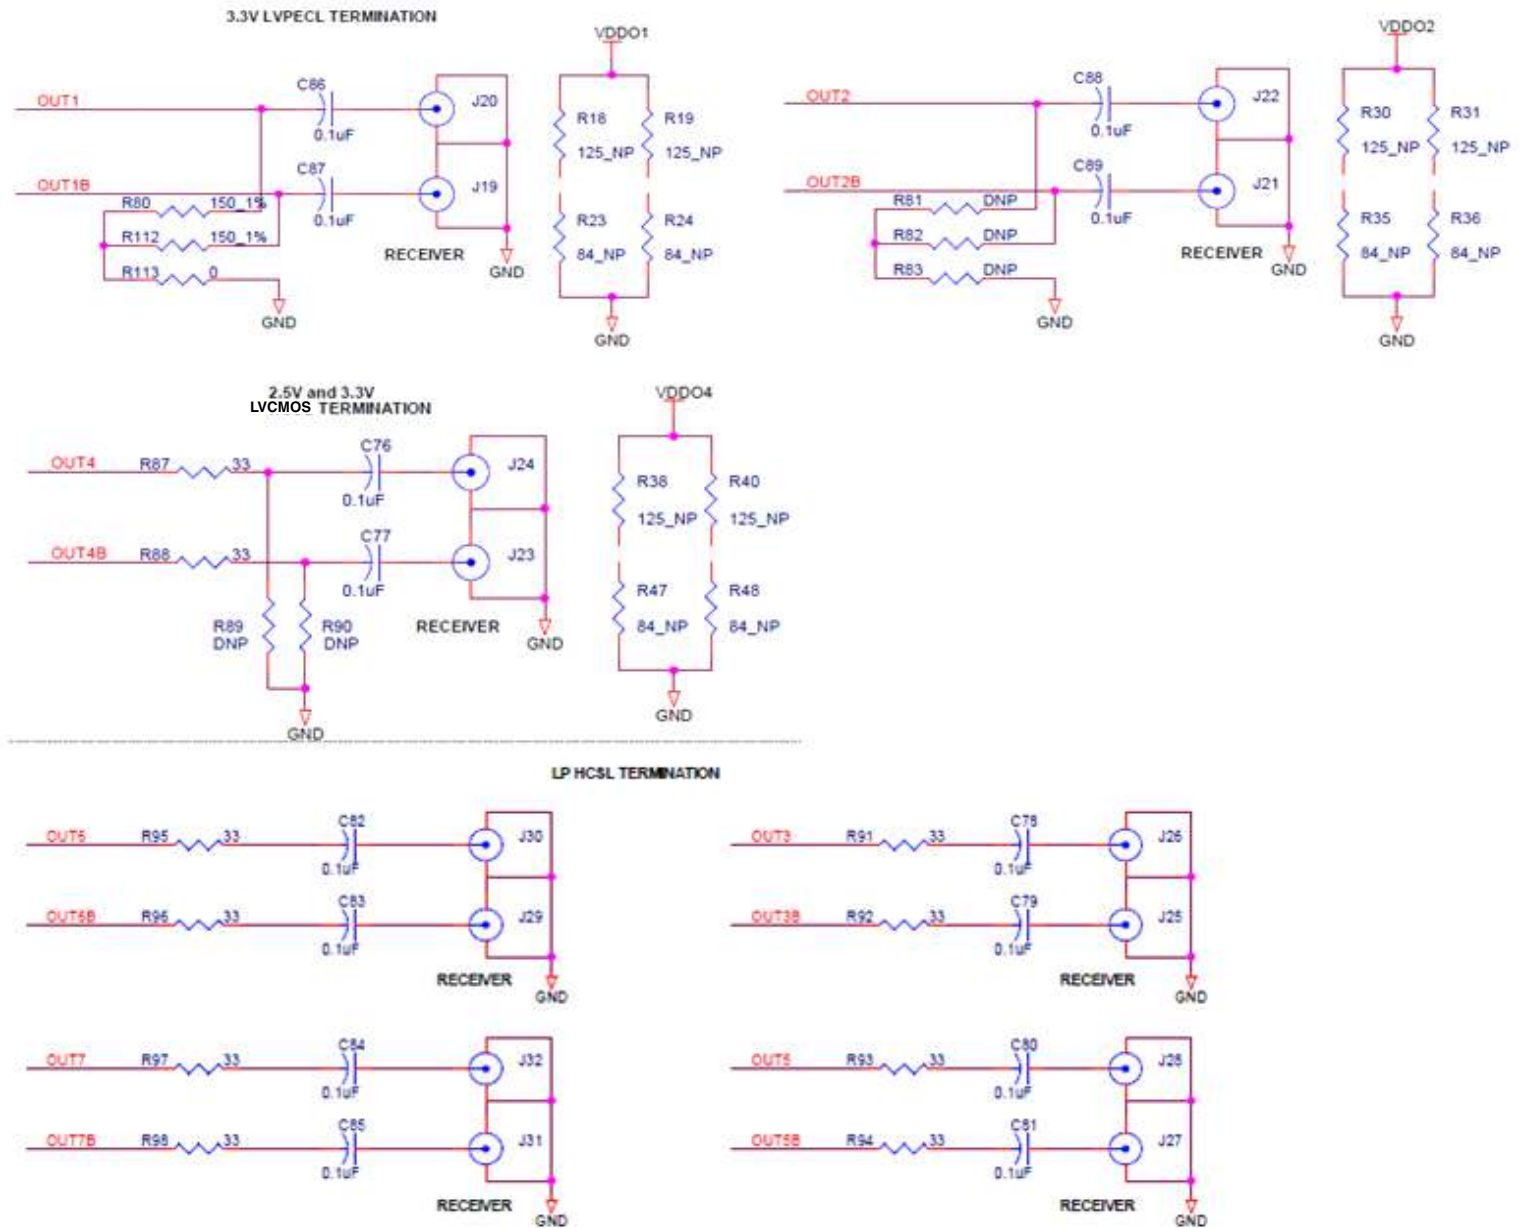 3.3V LVPECL TERMINATION
VDDO1
VDDO2
C86
C88
OUT1
J20
R18
R19
OUT2
J22
R30
R31
0.1uF
0.1uF
125_NP
125_NP
125_NP
125_NP
C87
C89
OUT1B
J19
OUT2B
J21
R80
150_1%
0.1uF
R23
R24
R81
DNP
0.1uF
R35
R36
R112
150_1%
R82
DNP
RECEIVER
84_NP
84_NP
RECEIVER
84_NP
84_NP
R113
0
GND
R83
DNP
GND
GND
GND
GND
GND
2.5V and 3.3V
LVCMOS TERMINATION
VDDO4
C76
OUT4
R87
33
J24
R38
R40
0.1uF
125_NP
125_NP
C77
OUT4B
R88
33
J23
0.1uF
R47
R48
R89
DNP
R90
DNP
RECEIVER
84_NP
84_NP
GND
GND
GND
LP HCSL TERMINATION
C82
C78
OUT6
R95
33
J30
OUT3
R91
33
J26
0.1uF
0.1uF
C83
C79
OUT6B
R96
33
J29
OUT3B
R92
33
J25
0.1uF
0.1uF
RECEIVER
RECEIVER
GND
GND
C84
C80
OUT7
R97
33
J32
OUT5
R93
33
J28
0.1uF
0.1uF
C85
C81
OUT7B
R98
33
J31
OUT5B
R94
33
J27
0.1uF
0.1uF
RECEIVER
RECEIVER
GND
GND